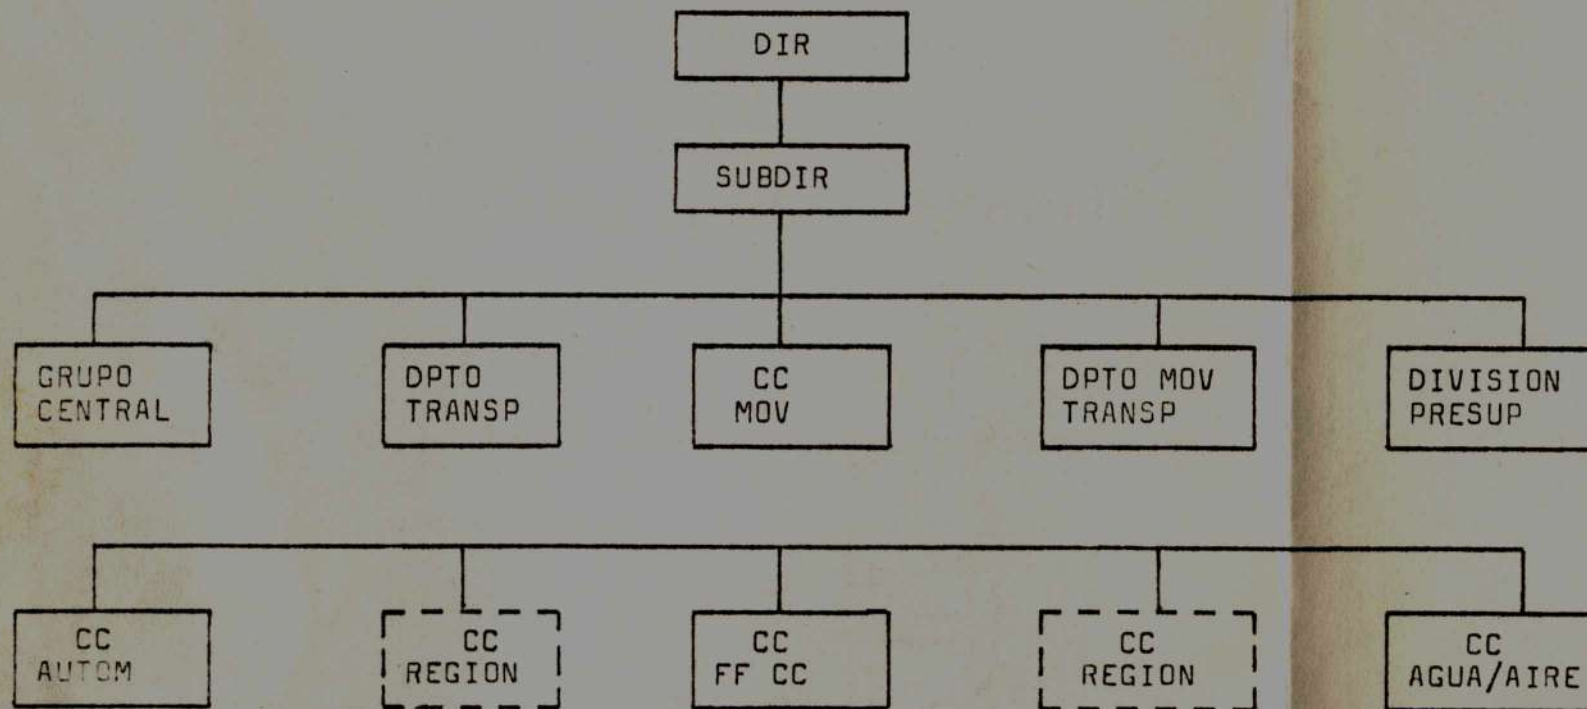 DIR
SUBDIR
GRUPO
CENTRAL
DPTO
TRANSP
CC
MOV
DPTO MOV
TRANSP
DIVISION
PRESUP
CC
AUTOM
CC
REGION
CC
FF CC
CC
REGION
CC
AGUA/AIRE